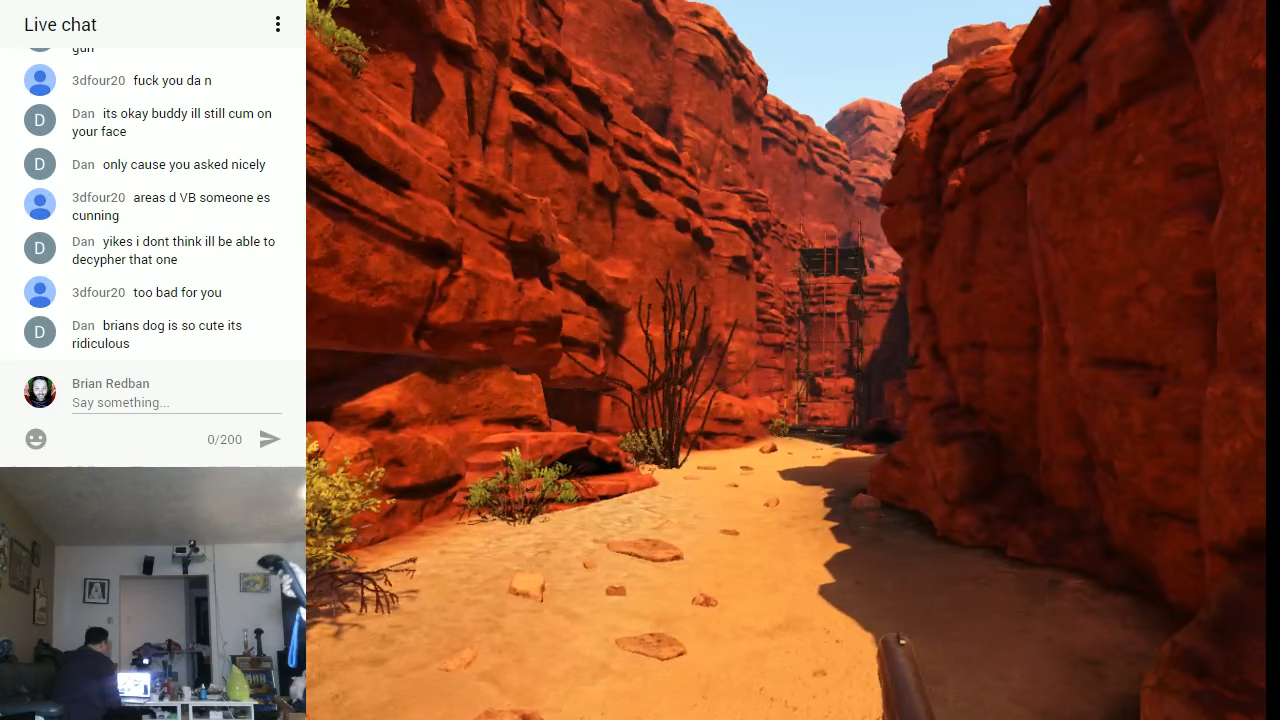 Live chat
gun
3dfour20 fuck you da n
D
Dan its okay buddy ill still cum on
your face
D
Dan only cause you asked nicely
3dfour20 areas d VB someone es
cunning
D
Dan yikes i dont think ill be able to
decypher that one
3dfour20 too bad for you
D
Dan brians dog is so cute its
ridiculous
Brian Redban
Say something...
0/200